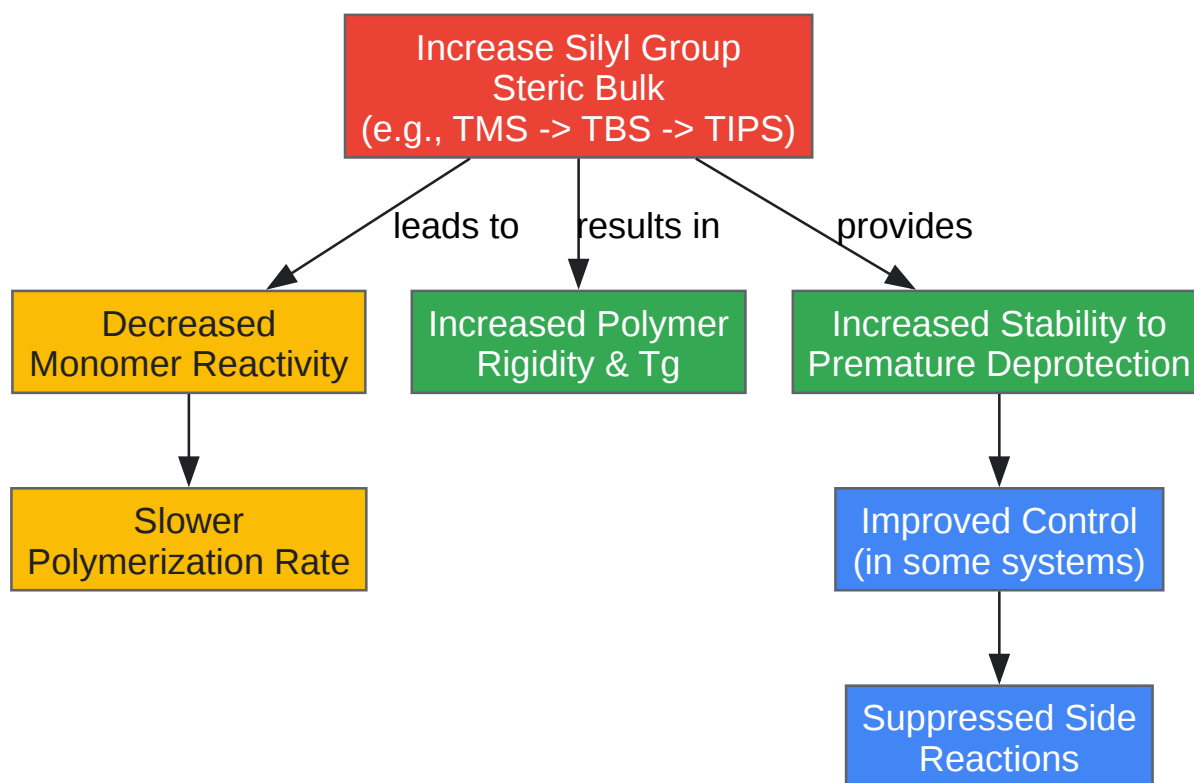 Increase Silyl Group
Steric Bulk
(e.g., TMS -> TBS -> TIPS)
leads to
results in
provides
Decreased
Monomer Reactivity
Increased Polymer
Rigidity & Tg
Increased Stability to
Premature Deprotection
Slower
Polymerization Rate
Improved Control
(in some systems)
Suppressed Side
Reactions